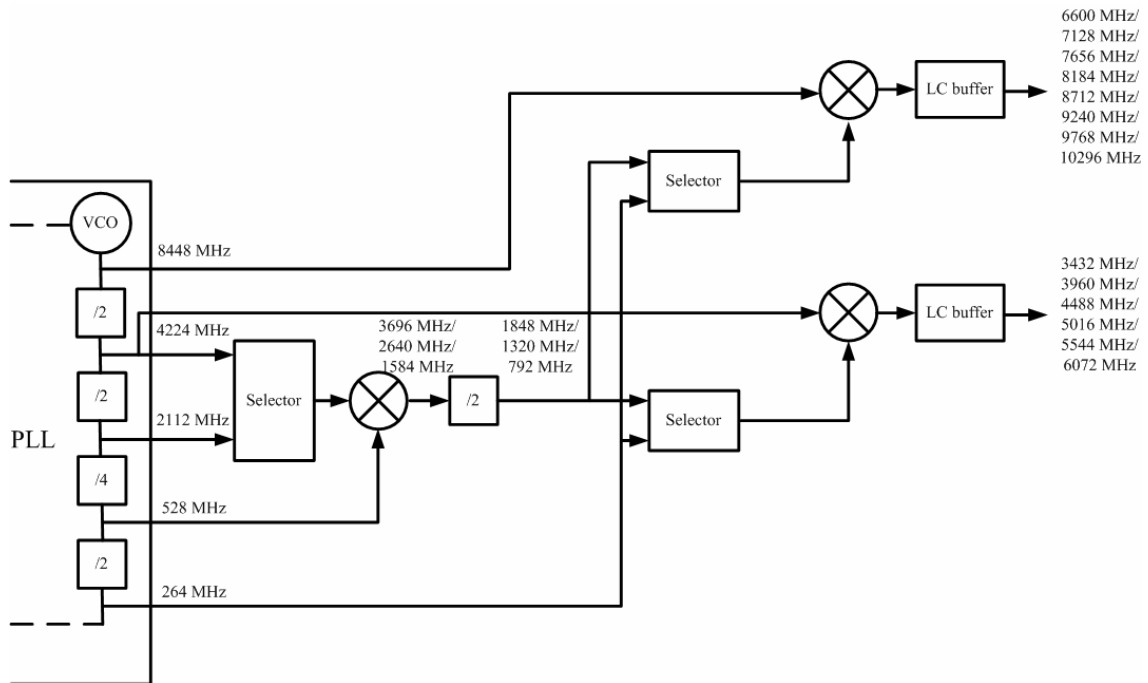 6600 MHz/
7128 MHz/
7656 MHz/
8184 MHz/
8712 MHz/
9240 MHz/
9768 MHz/
10296 MHz
LC buffer
Selector
VCO
8448 MHz
/2
4224 MHz
3432 MHz/
3960 MHz/
4488 MHz/
5016 MHz/
5544 MHz/
6072 MHz
LC buffer
3696 MHz/
2640 MHz/
1584 MHz
1848 MHz/
1320 MHz/
792 MHz
/2
Selector
/2
Selector
2112 MHz
PLL
/4
528 MHz
/2
264 MHz